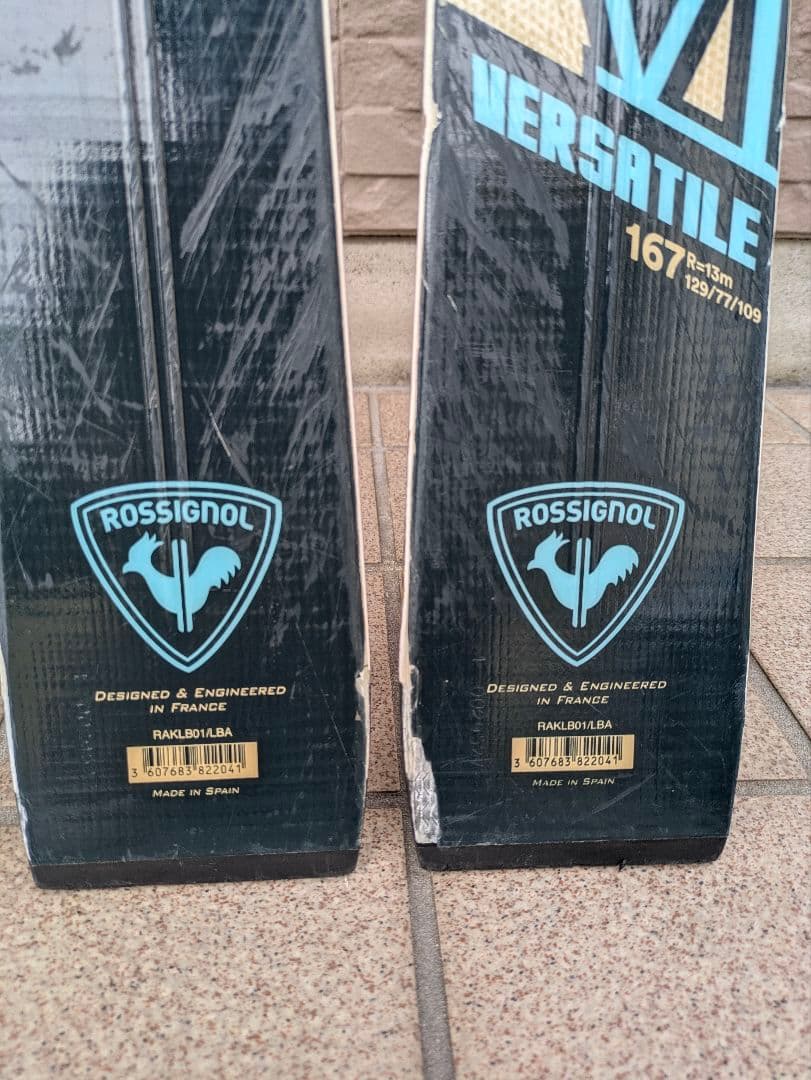 VERSATILE
167 R=13m
129/77/109
ROSSIGNOL
DESIGNED & ENGINEERED
IN FRANCE
RAKLB01/LBA
3 607683 822041
MADE IN SPAIN
ROSSIGNOL
DESIGNED & ENGINEERED
IN FRANCE
RAKLB01/LBA
3 607683 822041
MADE IN SPAIN